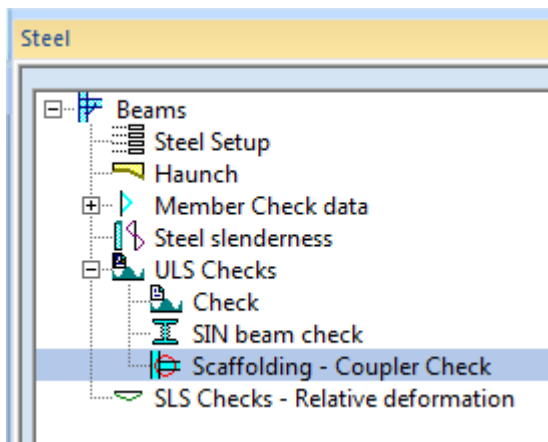 Steel
Beams
Steel Setup
Haunch
Member Check data
Steel slenderness
ULS Checks
Check
SIN beam check
Scaffolding - Coupler Check
SLS Checks - Relative deformation